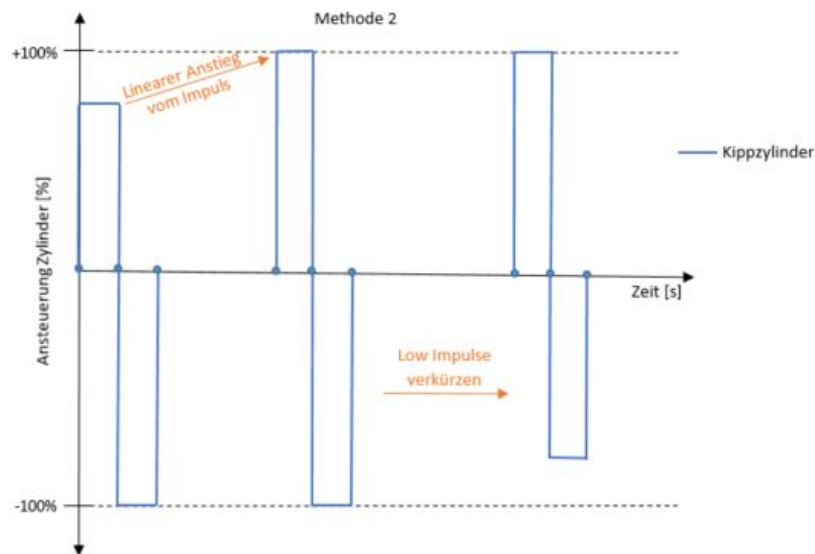 Methode 2
+100%
Linearer Anstieg
vom Impuls
Kippzylinder
Ansteuerung Zylinder [%]
Zeit [s]
Low Impulse
verkürzen
-100%